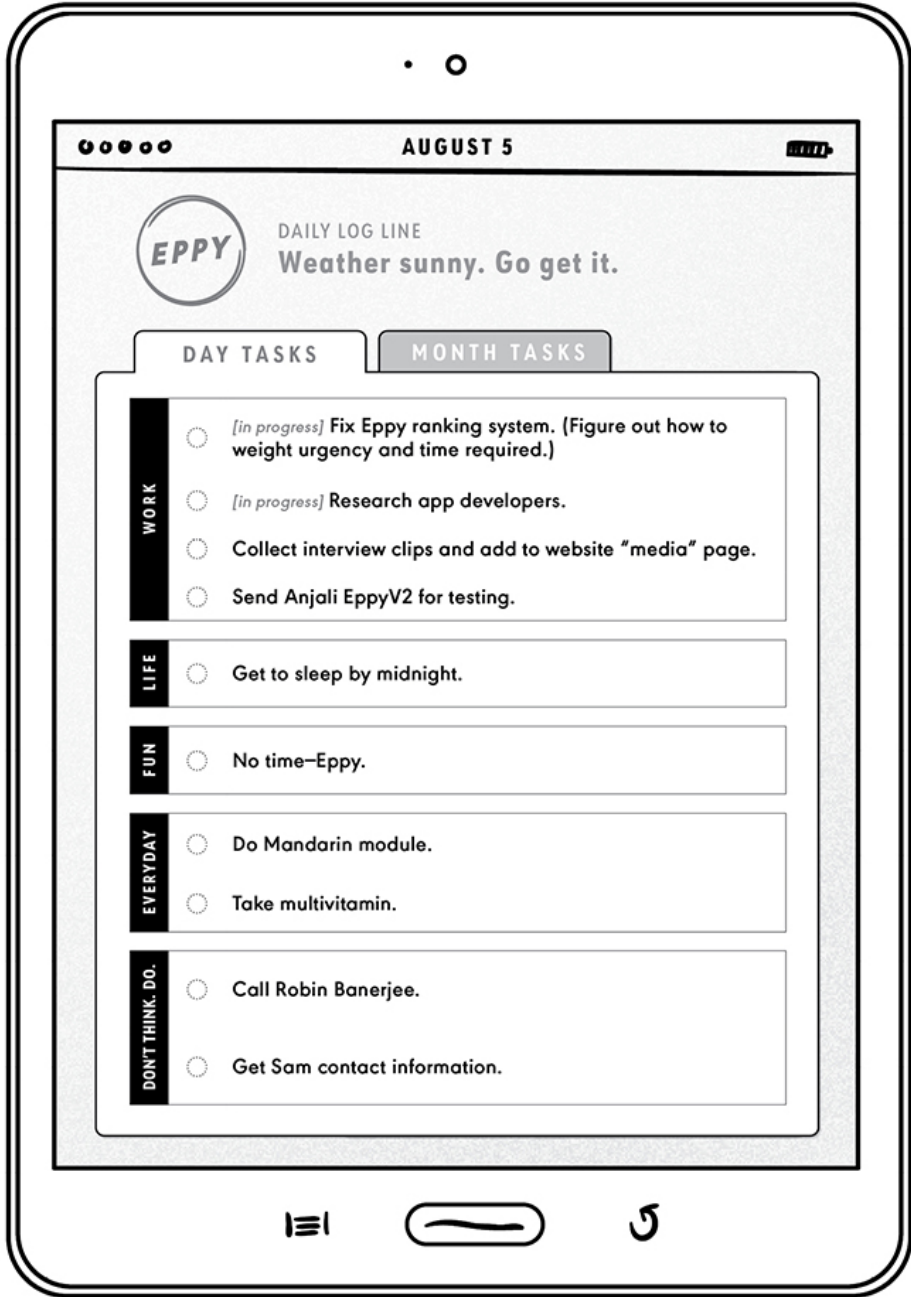 AUGUST 5
EPPY
DAILY LOG LINE
Weather sunny. Go get it.
DAY TASKS
MONTH TASKS
WORK
[in progress] Fix Eppy ranking system. (Figure out how to
weight urgency and time required.)
[in progress] Research app developers.
Collect interview clips and add to website “media” page.
Send Anjali EppyV2 for testing.
LIFE
Get to sleep by midnight.
FUN
No time–Eppy.
EVERYDAY
Do Mandarin module.
Take multivitamin.
DON'T THINK. DO.
Call Robin Banerjee.
Get Sam contact information.